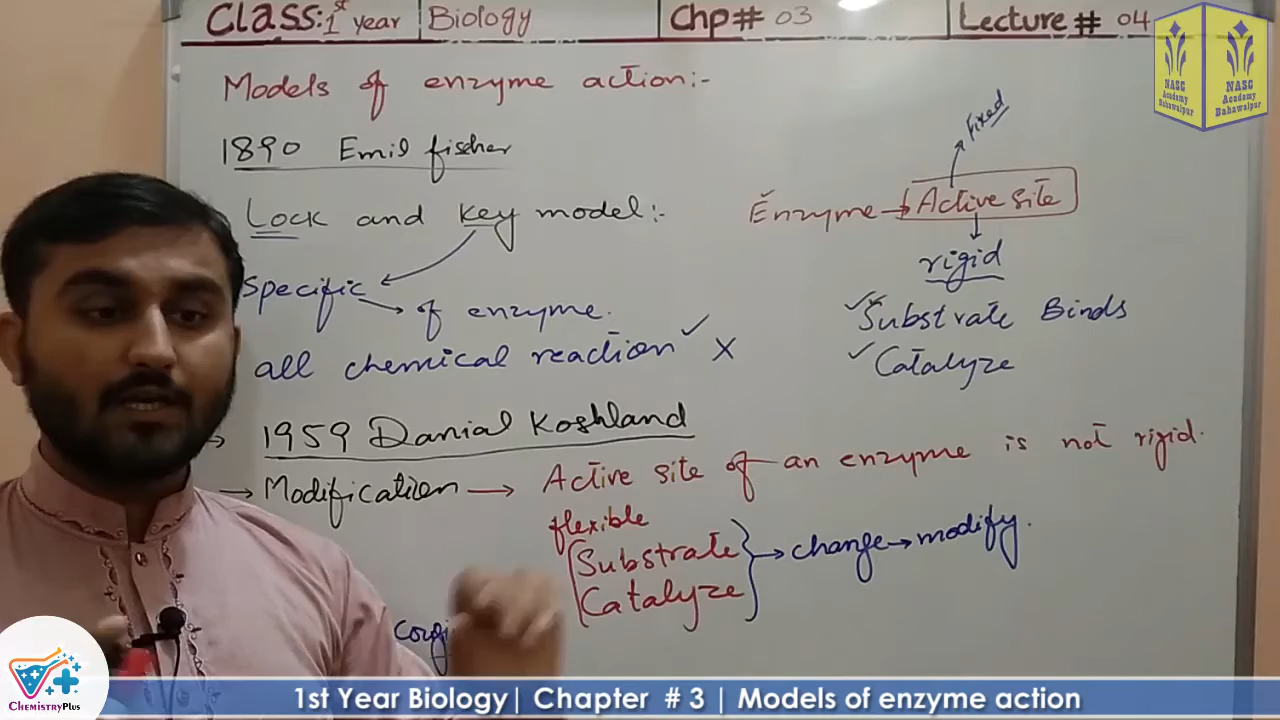 Class: 1st year Biology Chp# 03 Lecture # 04
Models of enzyme action:-
1890 Emil fischer
Lock and key model:-
Specific
of enzyme.
all chemical reaction ✓ ×
Fixed
Enzyme → Active site
rigid
Substrate Binds
✓ Catalyze
→ 1959 Danial Koshland
→ Modification → Active site of an enzyme is not rigid.
flexible
Substrate
Catalyze
→ change → modify.
NASG
Academy
Bahawalpur
NASG
Academy
Bahawalpur
ChemistryPlus
1st Year Biology| Chapter # 3 | Models of enzyme action